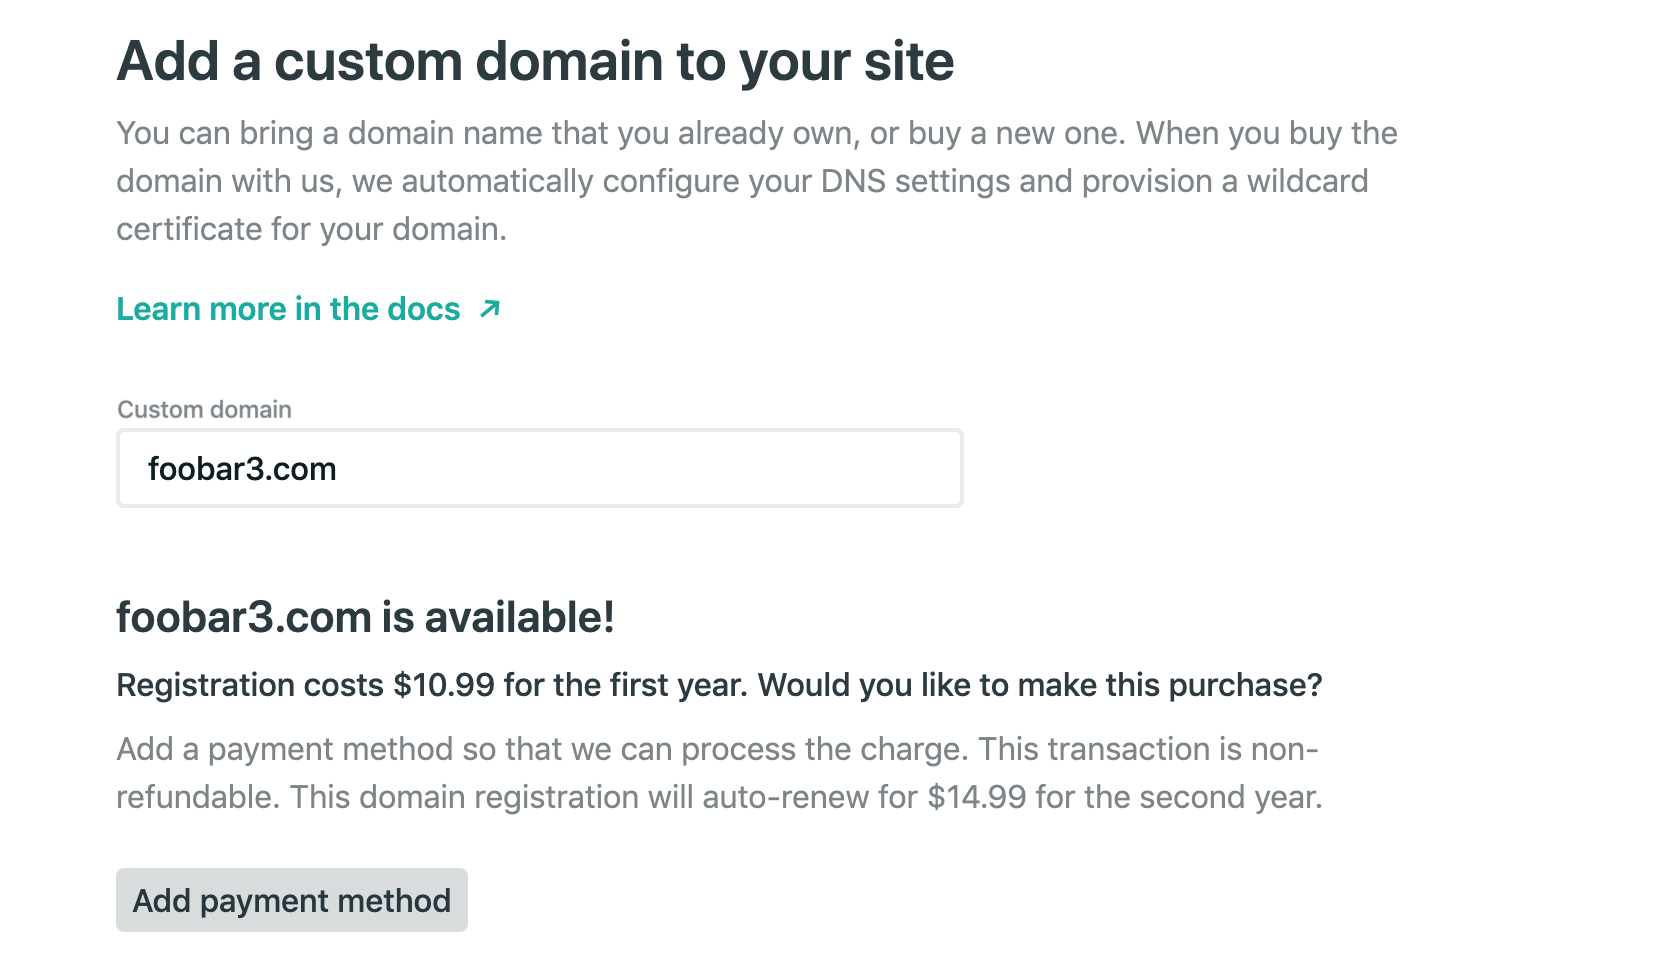 Add a custom domain to your site
You can bring a domain name that you already own, or buy a new one. When you buy the
domain with us, we automatically configure your DNS settings and provision a wildcard
certificate for your domain.
Learn more in the docs ↗
Custom domain
foobar3.com
foobar3.com is available!
Registration costs $10.99 for the first year. Would you like to make this purchase?
Add a payment method so that we can process the charge. This transaction is non-
refundable. This domain registration will auto-renew for $14.99 for the second year.
Add payment method